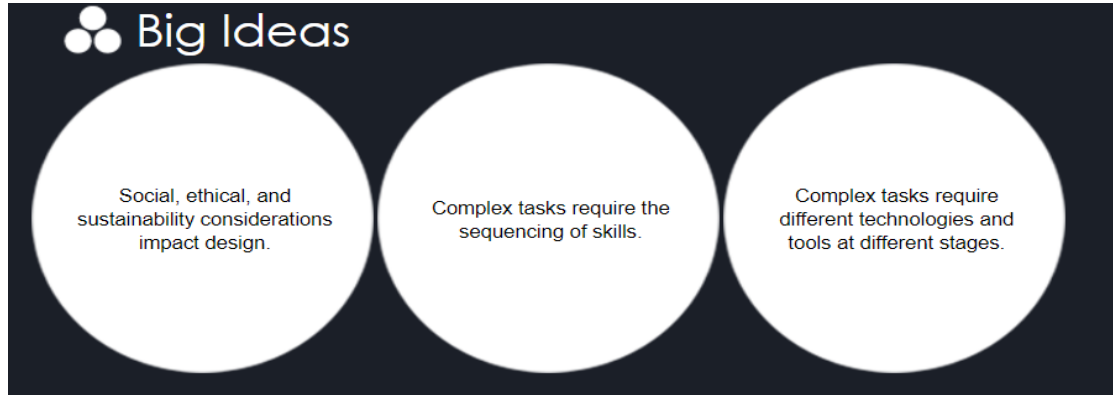 Big Ideas
Social, ethical, and
sustainability considerations
impact design.
Complex tasks require the
sequencing of skills.
Complex tasks require
different technologies and
tools at different stages.